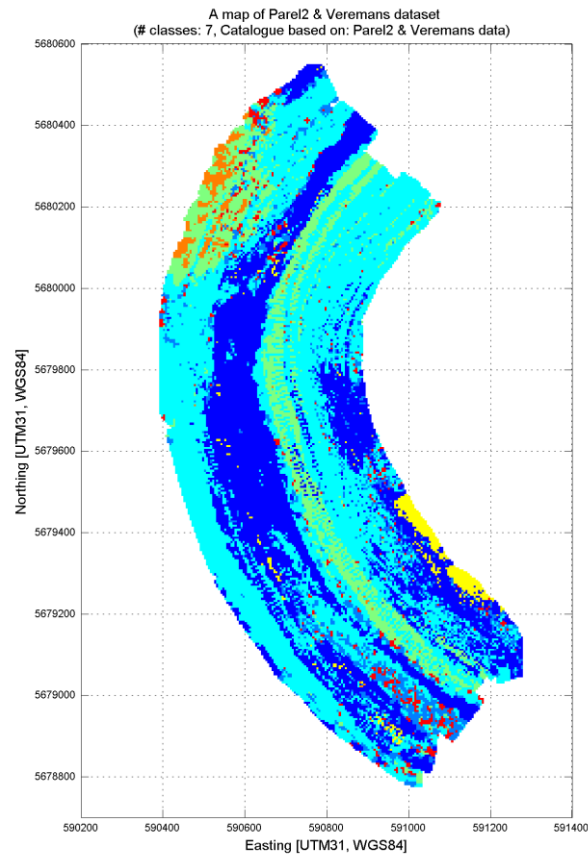 A map of Parel2 & Veremans dataset
(# classes: 7, Catalogue based on: Parel2 & Veremans data)
Northing [UTM31, WGS84]
5680600
5680400
5680200
5680000
5679800
5679600
5679400
5679200
5679000
5678800
590200 590400 590600 590800 591000 591200 591400
Easting [UTM31, WGS84]